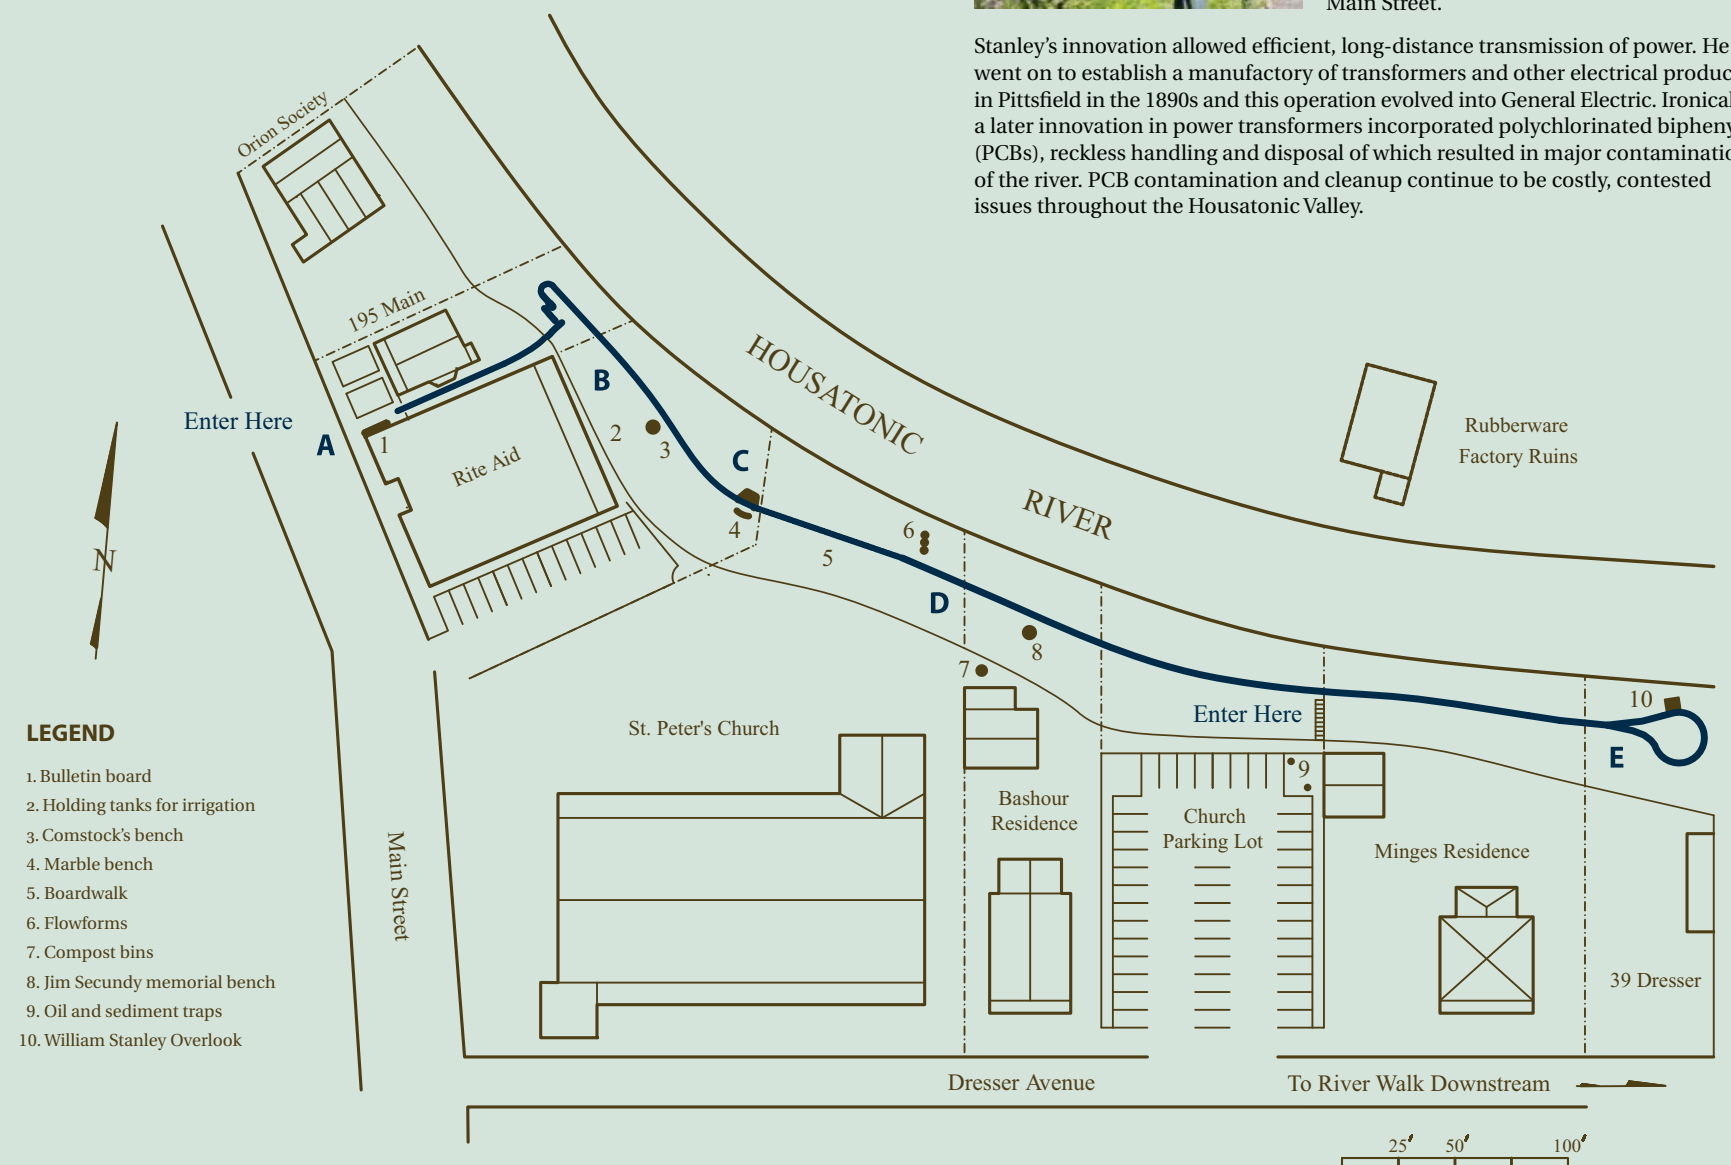 Main Street.
Stanley's innovation allowed efficient, long-distance transmission of power. He
went on to establish a manufactory of transformers and other electrical produc
in Pittsfield in the 1890s and this operation evolved into General Electric. Ironical
a later innovation in power transformers incorporated polychlorinated bipheny
(PCBs), reckless handling and disposal of which resulted in major contaminatio
of the river. PCB contamination and cleanup continue to be costly, contested
issues throughout the Housatonic Valley.
Orion Society
195 Main
Enter Here
A
1
Rite Aid
B
2
3
C
4
5
6
D
7
8
HOUSATONIC
RIVER
Rubberware
Factory Ruins
N
Enter Here
9
10
E
St. Peter's Church
Bashour
Residence
Church
Parking Lot
Minges Residence
39 Dresser
Main Street
LEGEND
1. Bulletin board
2. Holding tanks for irrigation
3. Comstock's bench
4. Marble bench
5. Boardwalk
6. Flowforms
7. Compost bins
8. Jim Secundy memorial bench
9. Oil and sediment traps
10. William Stanley Overlook
Dresser Avenue
To River Walk Downstream
25' 50' 100'